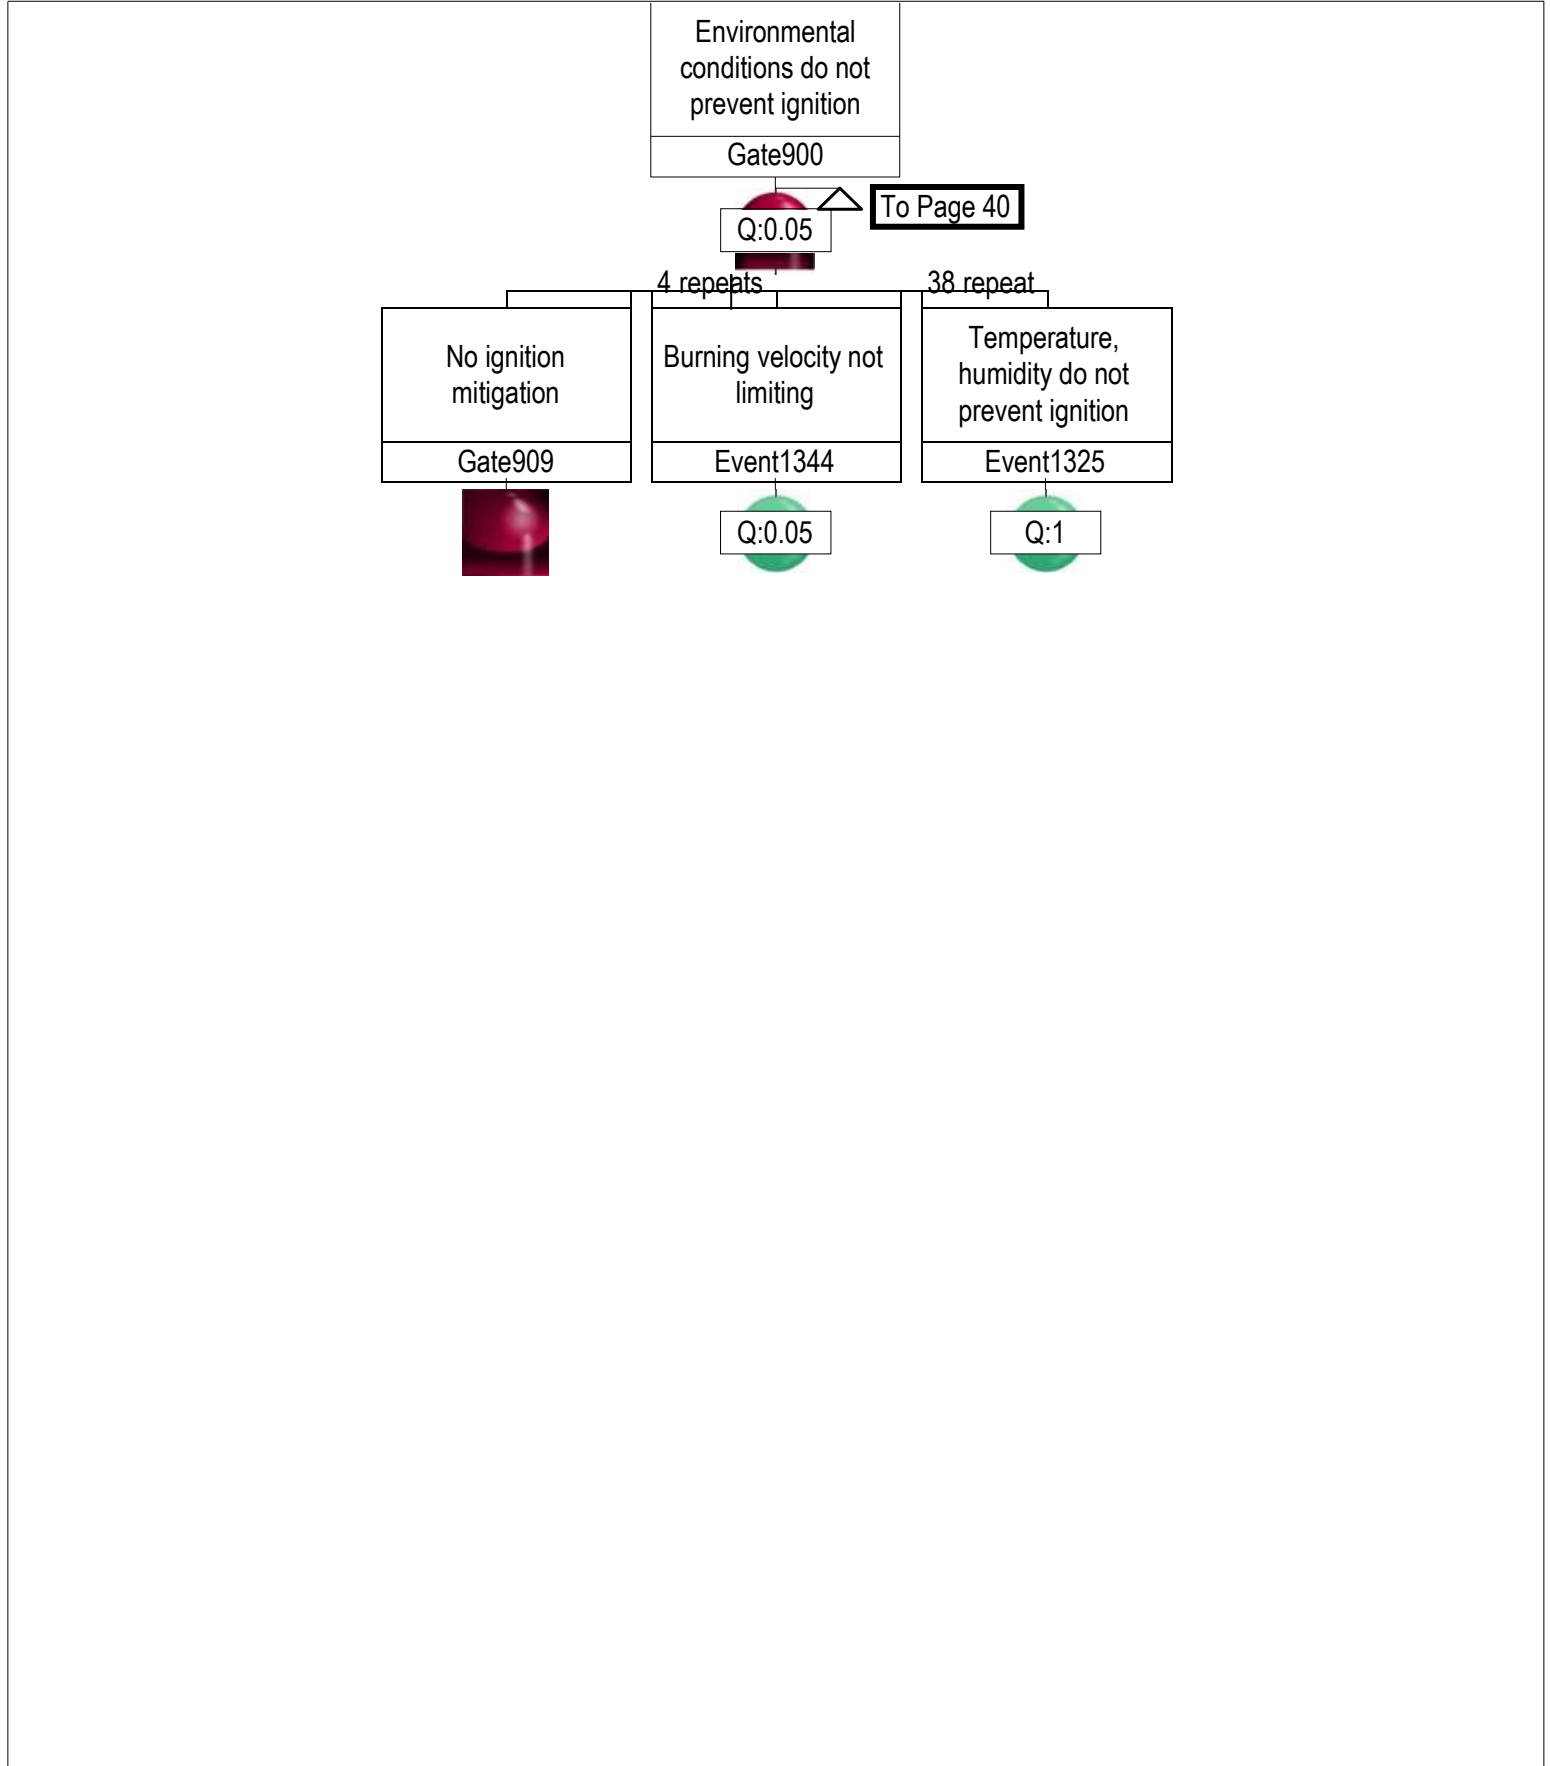 Environmental
conditions do not
prevent ignition
Gate900
To Page 40
Q:0.05
4 repeats
38 repeat
No ignition
mitigation
Gate909
Burning velocity not
limiting
Event1344
Q:0.05
Temperature,
humidity do not
prevent ignition
Event1325
Q:1